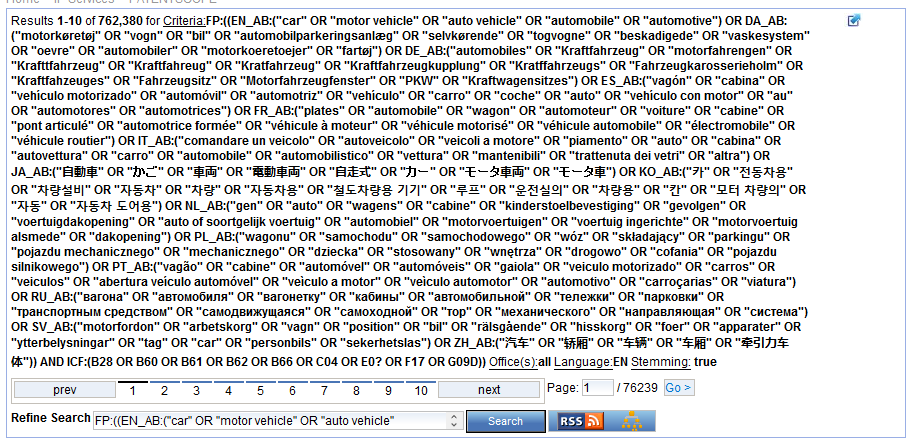 Home > IP Services > PATENTSCOPE
Results 1-10 of 762,380 for Criteria:FP:((EN_AB:("car" OR "motor vehicle" OR "auto vehicle" OR "automobile" OR "automotive") OR DA_AB:
("motorkøretøj" OR "vogn" OR "bil" OR "automobilparkeringsanlæg" OR "selvkørende" OR "togvogne" OR "beskadigede" OR "vaskesystem"
OR "oevre" OR "automobiler" OR "motorkoeretoejer" OR "fartøj") OR DE_AB:("automobiles" OR "Kraftfahrzeug" OR "motorfahrengen" OR
"Krafttfahrzeug" OR "Kraftfahreug" OR "Kratfahrzeug" OR "Kraftfahrzeugkupplung" OR "Kratffahrzeugs" OR "Fahrzeugkarosserieholm" OR
"Kraftfahzeuges" OR "Fahrzeugsitz" OR "Motorfahrzeugfenster" OR "PKW" OR "Kraftwagensitzes") OR ES_AB:("vagón" OR "cabina" OR
"vehículo motorizado" OR "automóvil" OR "automotriz" OR "vehículo" OR "carro" OR "coche" OR "auto" OR "vehículo con motor" OR "au"
OR "automotores" OR "automotrices") OR FR_AB:("plates" OR "automobile" OR "wagon" OR "automoteur" OR "voiture" OR "cabine" OR
"pont articulé" OR "automotrice formée" OR "véhicule à moteur" OR "véhicule motorisé" OR "véhicule automobile" OR "électromobile" OR
"véhicule routier") OR IT_AB:("comandare un veicolo" OR "autoveicolo" OR "veicoli a motore" OR "piamento" OR "auto" OR "cabina" OR
"autovettura" OR "carro" OR "automobile" OR "automobilistico" OR "vettura" OR "mantenibili" OR "trattenuta dei vetri" OR "altra") OR
JA_AB:("自動車" OR "かご" OR "車両" OR "電動車両" OR "自走式" OR "カー" OR "モータ車両" OR "モータ車") OR KO_AB:("카" OR "전동차용"
OR "차량설비" OR "자동차" OR "차량" OR "자동차용" OR "철도차량용 기기" OR "루프" OR "운전실의" OR "차량용" OR "칸" OR "모터 차량의" OR
"자동" OR "자동차 도어용") OR NL_AB:("gen" OR "auto" OR "wagens" OR "cabine" OR "kinderstoelbevestiging" OR "gevolgen" OR
"voertuigdakopening" OR "auto of soortgelijk voertuig" OR "automobiel" OR "motorvoertuigen" OR "voertuig ingerichte" OR "motorvoertuig
alsmede" OR "dakopening") OR PL_AB:("wagonu" OR "samochodu" OR "samochodowego" OR "wóz" OR "składający" OR "parkingu" OR
"pojazdu mechanicznego" OR "mechanicznego" OR "dziecka" OR "stosowany" OR "wnętrza" OR "drogowo" OR "cofania" OR "pojazdu
silnikowego") OR PT_AB:("vagão" OR "cabine" OR "automóvel" OR "automóveis" OR "gaiola" OR "veiculo motorizado" OR "carros" OR
"veiculos" OR "abertura veículo automóvel" OR "veiculo a motor" OR "veiculo automotor" OR "automotivo" OR "carroçarias" OR "viatura")
OR RU_AB:("вагона" OR "автомобиля" OR "вагонетку" OR "кабины" OR "автомобильной" OR "тележки" OR "парковки" OR
"транспортным средством" OR "самодвижущаяся" OR "самоходной" OR "тор" OR "механического" OR "направляющая" OR "система")
OR SV_AB:("motorfordon" OR "arbetskorg" OR "vagn" OR "position" OR "bil" OR "rälsgående" OR "hisskorg" OR "foer" OR "apparater" OR
"ytterbelysningar" OR "tag" OR "car" OR "personbils" OR "sekerhetslas") OR ZH_AB:("汽车" OR "轿厢" OR "车辆" OR "车厢" OR "牵引力车
体")) AND ICF:(B28 OR B60 OR B61 OR B62 OR B66 OR C04 OR E0? OR F17 OR G09D)) Office(s):all Language:EN Stemming: true
prev 1 2 3 4 5 6 7 8 9 10 next Page: 1 / 76239 Go >
Refine Search FP:((EN_AB:("car" OR "motor vehicle" OR "auto vehicle" Search RSS